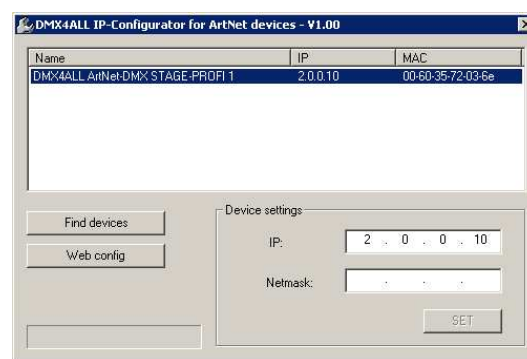 DMX4ALL IP-Configurator for ArtNet devices - V1.00
Name IP MAC
DMX4ALL ArtNet-DMX STAGE-PROFI 1 2.0.0.10 00-60-35-72-03-6e
Find devices
Web config
Device settings
IP: 2 . 0 . 0 . 10
Netmask: . . .
SET